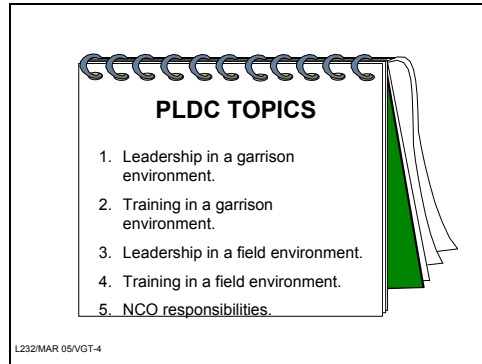 PLDC TOPICS
1. Leadership in a garrison
environment.
2. Training in a garrison
environment.
3. Leadership in a field environment.
4. Training in a field environment.
5. NCO responsibilities.
L232/MAR 05/VGT-4